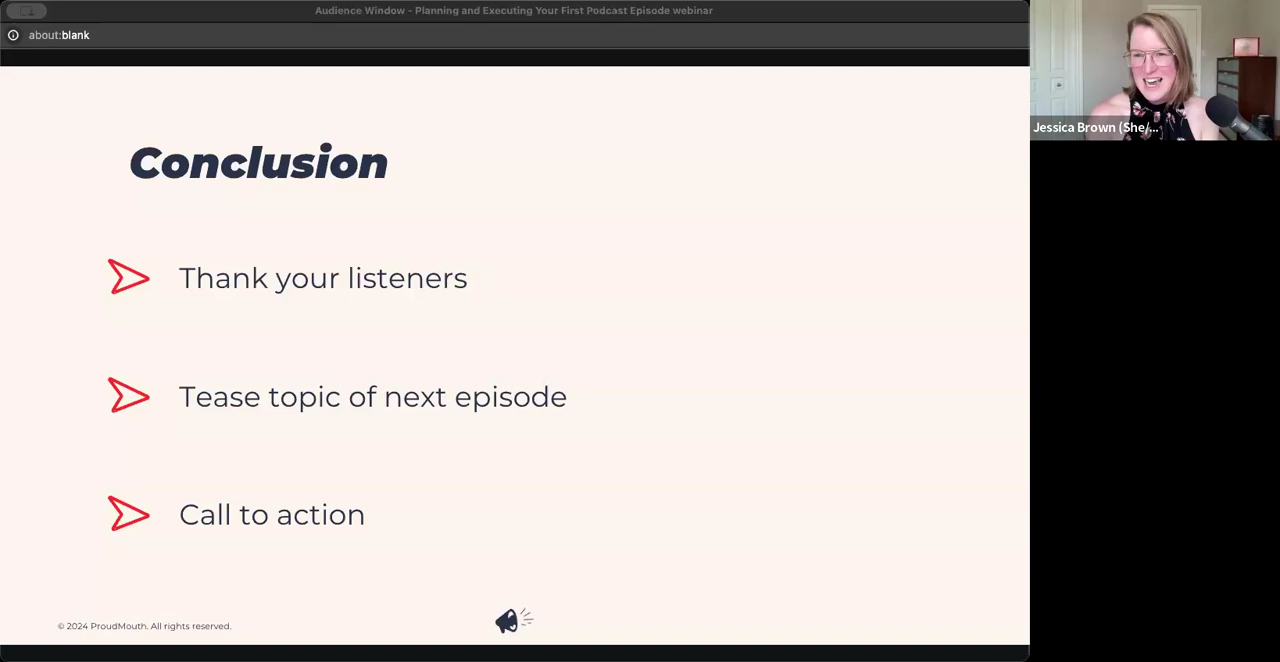 Audience Window - Planning and Executing Your First Podcast Episode webinar
about:blank
Jessica Brown (She/...
Conclusion
Thank your listeners
Tease topic of next episode
Call to action
© 2024 ProudMouth. All rights reserved.